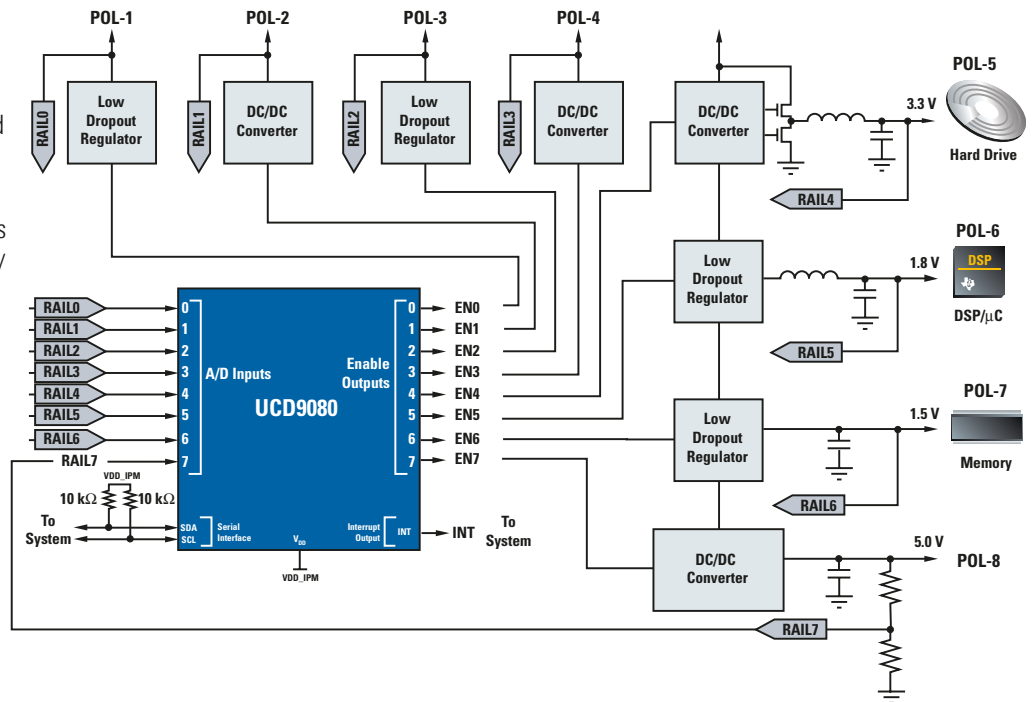 POL-1
POL-2
POL-3
POL-4
RAIL0
Low
Dropout
Regulator
RAIL1
DC/DC
Converter
RAIL2
Low
Dropout
Regulator
RAIL3
DC/DC
Converter
DC/DC
Converter
3.3 V
POL-5
Hard Drive
RAIL4
d
s
/
Low
Dropout
Regulator
1.8 V
POL-6
DSP
DSP/μC
RAIL5
Low
Dropout
Regulator
1.5 V
POL-7
Memory
RAIL6
DC/DC
Converter
5.0 V
POL-8
RAIL7
RAIL0
RAIL1
RAIL2
RAIL3
RAIL4
RAIL5
RAIL6
RAIL7
0
1
2
3
4
5
6
7
A/D Inputs
UCD9080
Enable
Outputs
0
1
2
3
4
5
6
7
EN0
EN1
EN2
EN3
EN4
EN5
EN6
EN7
VDD_IPM
10 kΩ
10 kΩ
To
System
SDA
SCL
Serial
Interface
VDD
VDD_IPM
Interrupt
Output
INT
INT
To
System